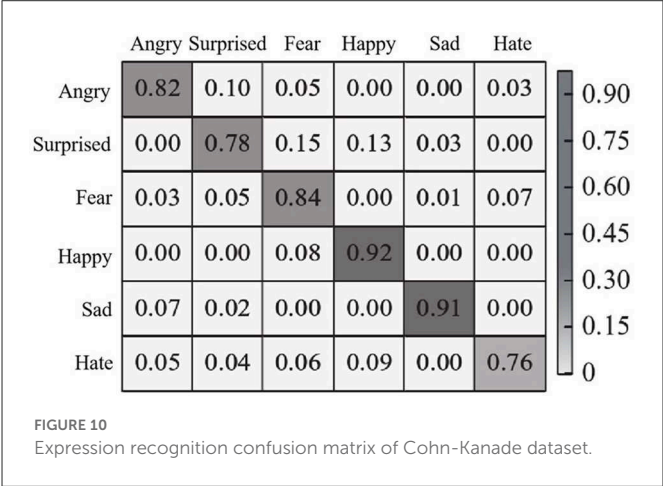 Angry Surprised Fear Happy Sad Hate
Angry 0.82 0.10 0.05 0.00 0.00 0.03
Surprised 0.00 0.78 0.15 0.13 0.03 0.00
Fear 0.03 0.05 0.84 0.00 0.01 0.07
Happy 0.00 0.00 0.08 0.92 0.00 0.00
Sad 0.07 0.02 0.00 0.00 0.91 0.00
Hate 0.05 0.04 0.06 0.09 0.00 0.76
0.90
0.75
0.60
0.45
0.30
0.15
0
FIGURE 10
Expression recognition confusion matrix of Cohn-Kanade dataset.